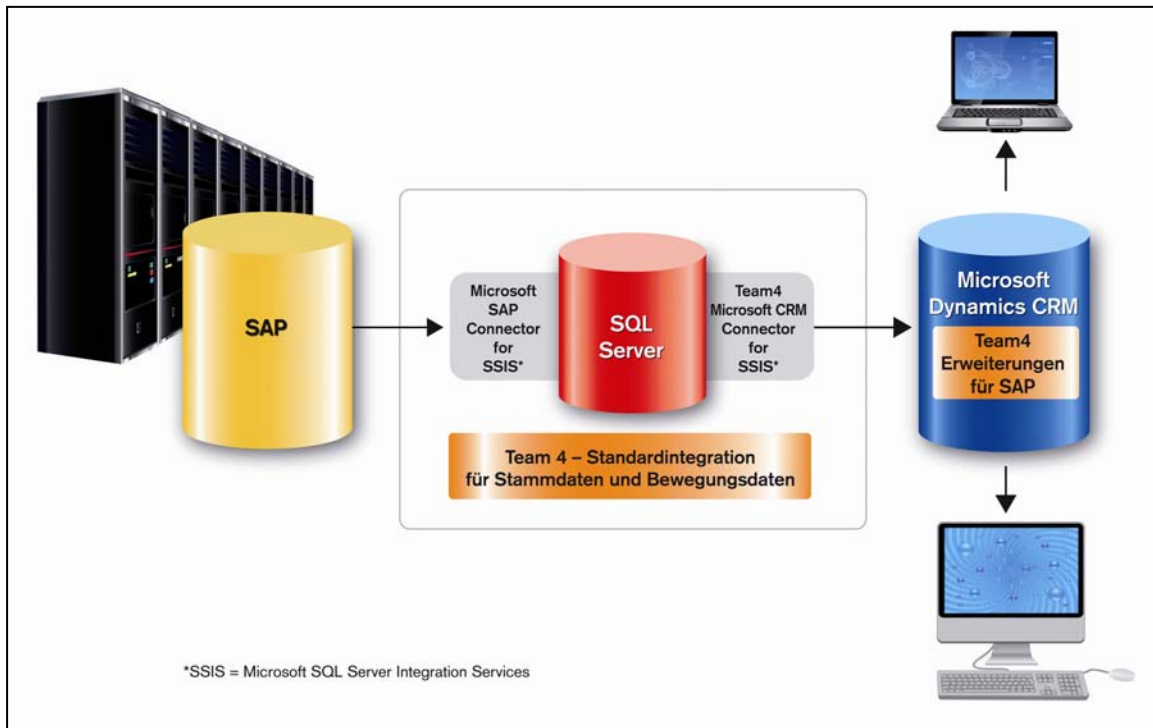 SAP
Microsoft
SAP
Connector
for
SSIS*
SQL
Server
Team4
Microsoft CRM
Connector
for
SSIS*
Team 4 – Standardintegration
für Stammdaten und Bewegungsdaten
Microsoft
Dynamics CRM
Team4
Erweiterungen
für SAP
*SSIS = Microsoft SQL Server Integration Services